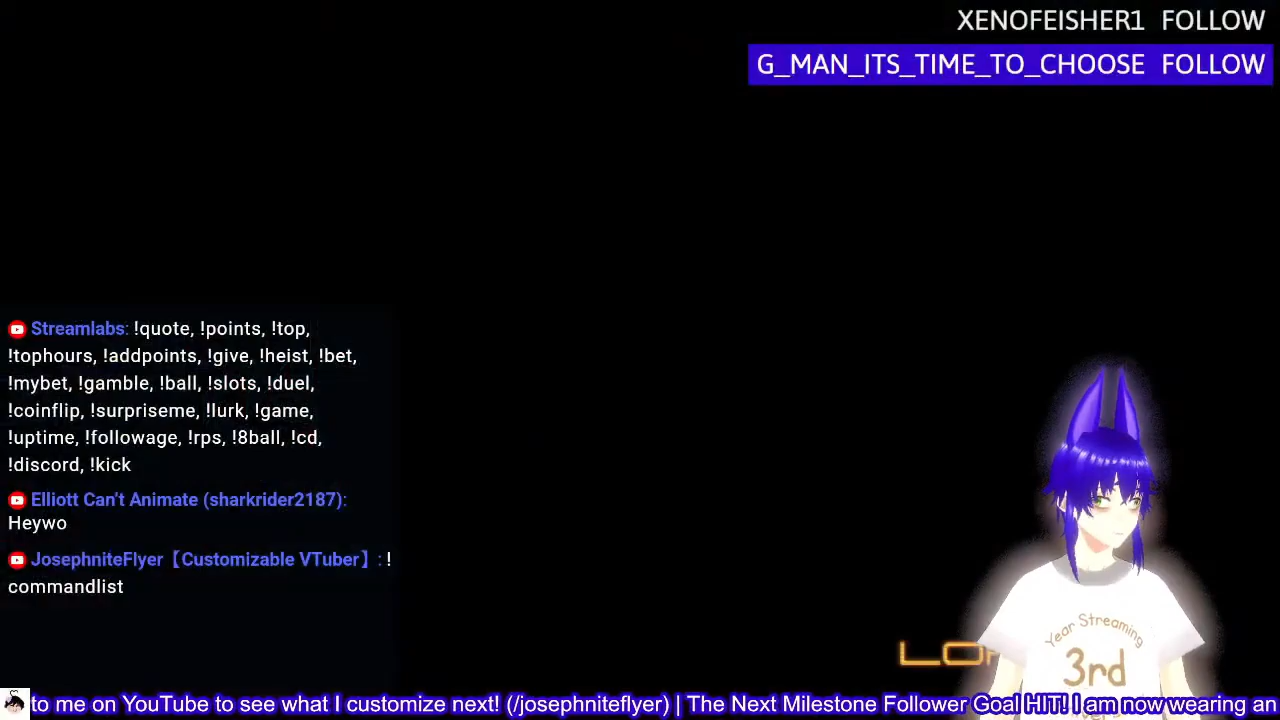 XENOFEISHER1 FOLLOW
G_MAN_ITS_TIME_TO_CHOOSE FOLLOW
Streamlabs: !quote, !points, !top,
!tophours, !addpoints, !give, !heist, !bet,
!mybet, !gamble, !ball, !slots, !duel,
!coinflip, !surpriseme, !lurk, !game,
!uptime, !followage, !rps, !8ball, !cd,
!discord, !kick
Elliott Can't Animate (sharkrider2187):
Heywo
JosephniteFlyer【Customizable VTuber】: !
commandlist
Year Streaming
3rd
to me on YouTube to see what I customize next! (/josephniteflyer) | The Next Milestone Follower Goal HIT! I am now wearing an